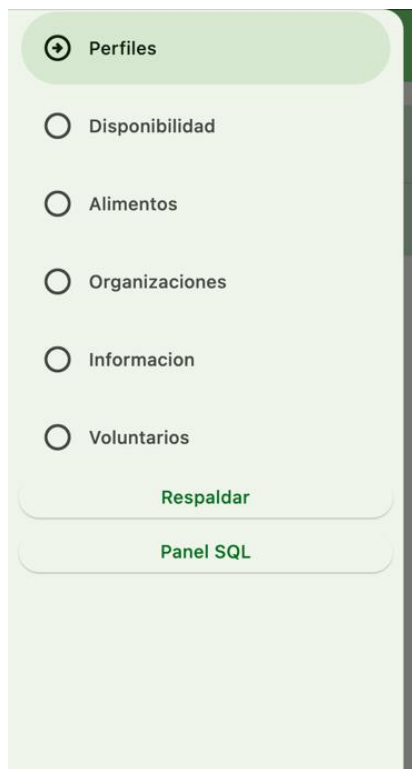 Perfiles
Disponibilidad
Alimentos
Organizaciones
Informacion
Voluntarios
Respaldar
Panel SQL